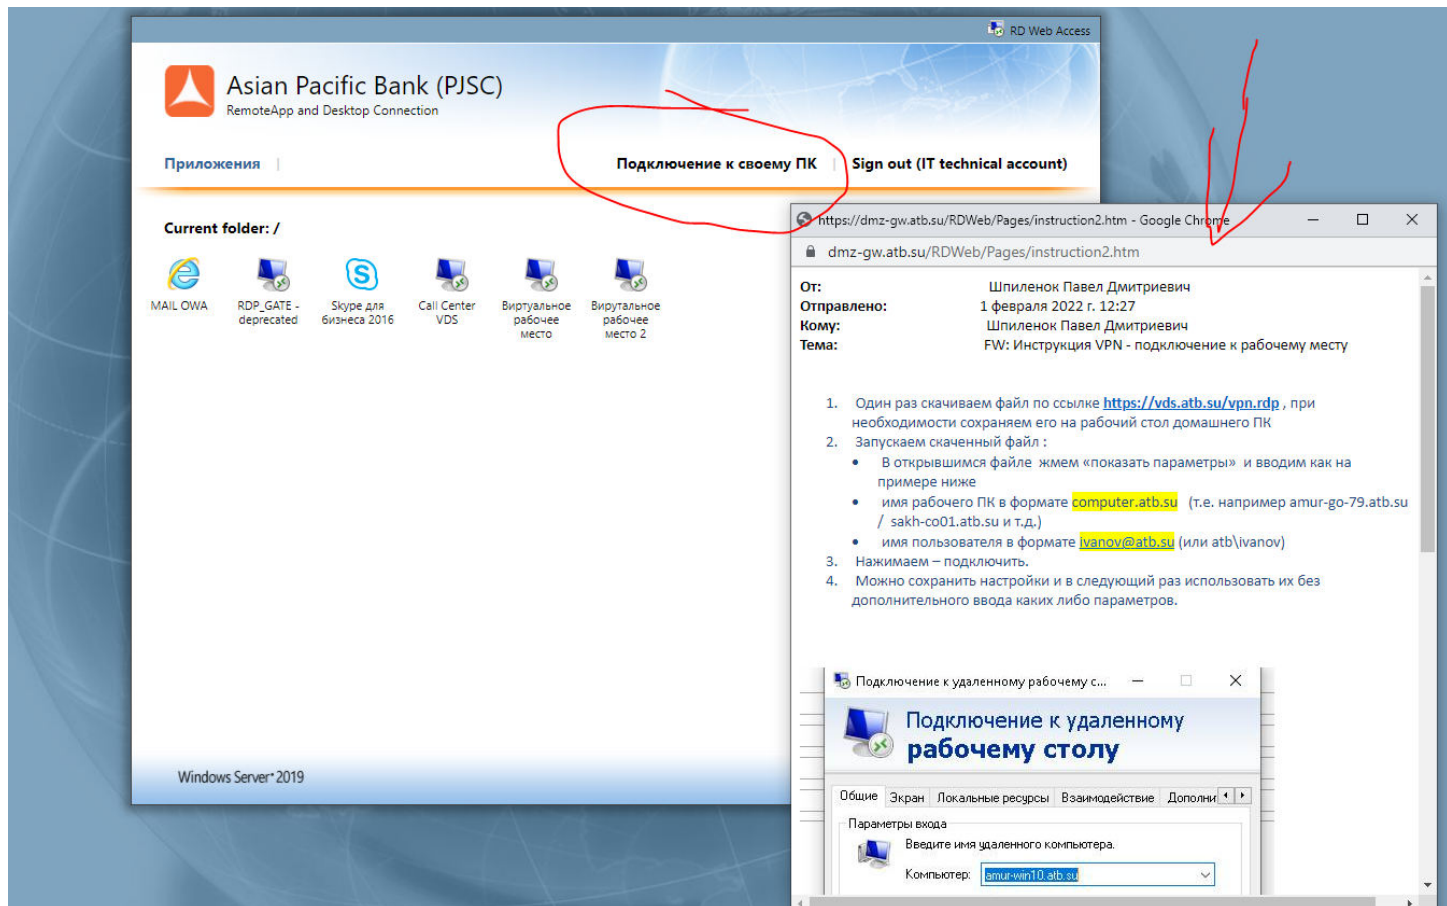 RD Web Access
Asian Pacific Bank (PJSC)
RemoteApp and Desktop Connection
Приложения
Подключение к своему ПК
Sign out (IT technical account)
Current folder: /
MAIL OWA
RDP_GATE -
deprecated
Skype для
бизнеса 2016
Call Center
VDS
Виртуальное
рабочее
место
Вирутальное
рабочее
место 2
Windows Server 2019
https://dmz-gw.atb.su/RDWeb/Pages/instruction2.htm - Google Chrome
dmz-gw.atb.su/RDWeb/Pages/instruction2.htm
От: Шпиленок Павел Дмитриевич
Отправлено: 1 февраля 2022 г. 12:27
Кому: Шпиленок Павел Дмитриевич
Тема: FW: Инструкция VPN - подключение к рабочему месту
1. Один раз скачиваем файл по ссылке https://vds.atb.su/vpn.rdp , при
необходимости сохраняем его на рабочий стол домашнего ПК
2. Запускаем скаченный файл :
• В открывшимся файле жмем «показать параметры» и вводим как на
примере ниже
• имя рабочего ПК в формате computer.atb.su (т.е. например amur-go-79.atb.su
/ sakh-co01.atb.su и т.д.)
• имя пользователя в формате ivanov@atb.su (или atb\ivanov)
3. Нажимаем – подключить.
4. Можно сохранить настройки и в следующий раз использовать их без
дополнительного ввода каких либо параметров.
Подключение к удаленному рабочему с...
Подключение к удаленному
рабочему столу
Общие Экран Локальные ресурсы Взаимодействие Дополни
Параметры входа
Введите имя удаленного компьютера.
Компьютер: amur-win10.atb.su